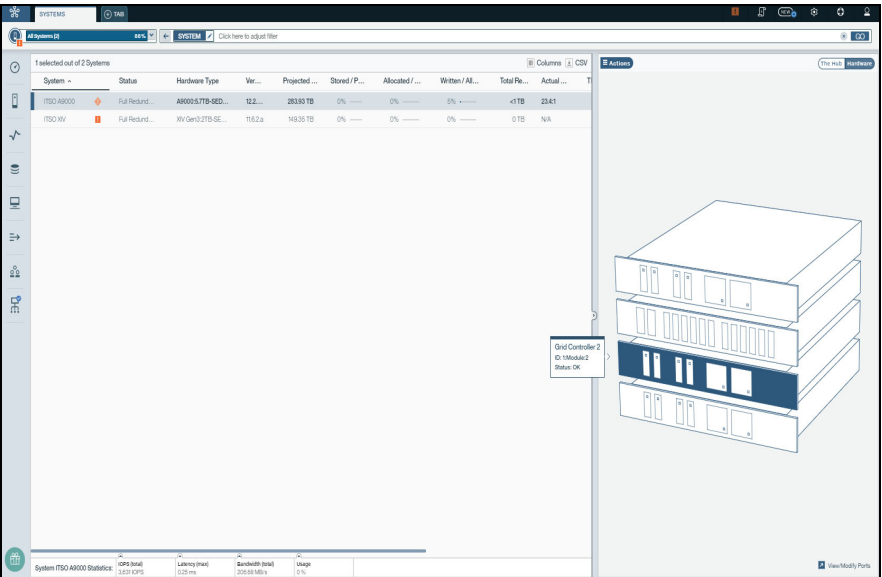 SYSTEMS
TAB
NEW
All Systems (2) 88% SYSTEM Click here to adjust filter GO
1 selected out of 2 Systems Columns CSV
System Status Hardware Type Ver... Projected ... Stored / P... Allocated / ... Written / All... Total Re... Actual ... T
ITSO A9000 Full Redund... A9000:5.7TB-SED... 12.2.... 263.93 TB 0% 0% 5% <1 TB 23.4:1
ITSO XIV Full Redund... XIV Gen3:2TB-SE... 11.6.2.a 149.35 TB 0% 0% 0% 0 TB N/A
Actions The Hub Hardware
Grid Controller 2
ID: 1:Module:2
Status: OK
System ITSO A9000 Statistics:
IOPS (total)
3,631 IOPS
Latency (max)
0.25 ms
Bandwidth (total)
Usage
0 %
View/Modify Ports